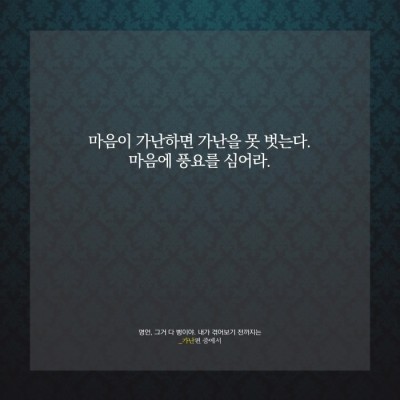 마음이 가난하면 가난을 못 벗는다.
마음에 풍요를 심어라.
명언, 그거 다 뻥이야. 내가 겪어보기 전까지는
_가난편 중에서